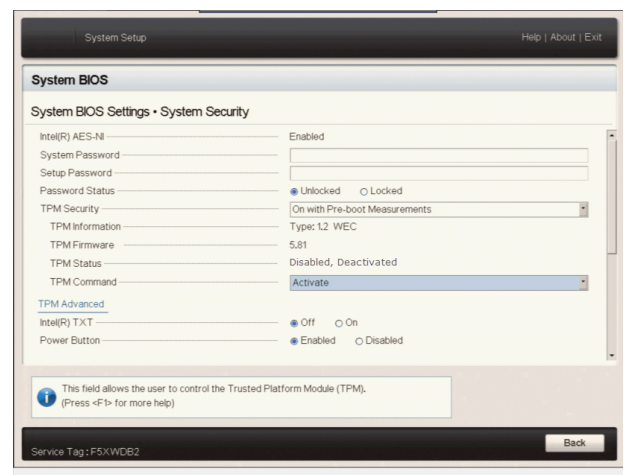 System Setup
Help | About | Exit
System BIOS
System BIOS Settings • System Security
Intel(R) AES-NI Enabled
System Password
Setup Password
Password Status Unlocked Locked
TPM Security On with Pre-boot Measurements
TPM Information Type: 1.2 WEC
TPM Firmware 5.81
TPM Status Disabled, Deactivated
TPM Command Activate
TPM Advanced
Intel(R) TXT Off On
Power Button Enabled Disabled
This field allows the user to control the Trusted Platform Module (TPM).
(Press <F1> for more help)
Service Tag : F5XWDB2
Back